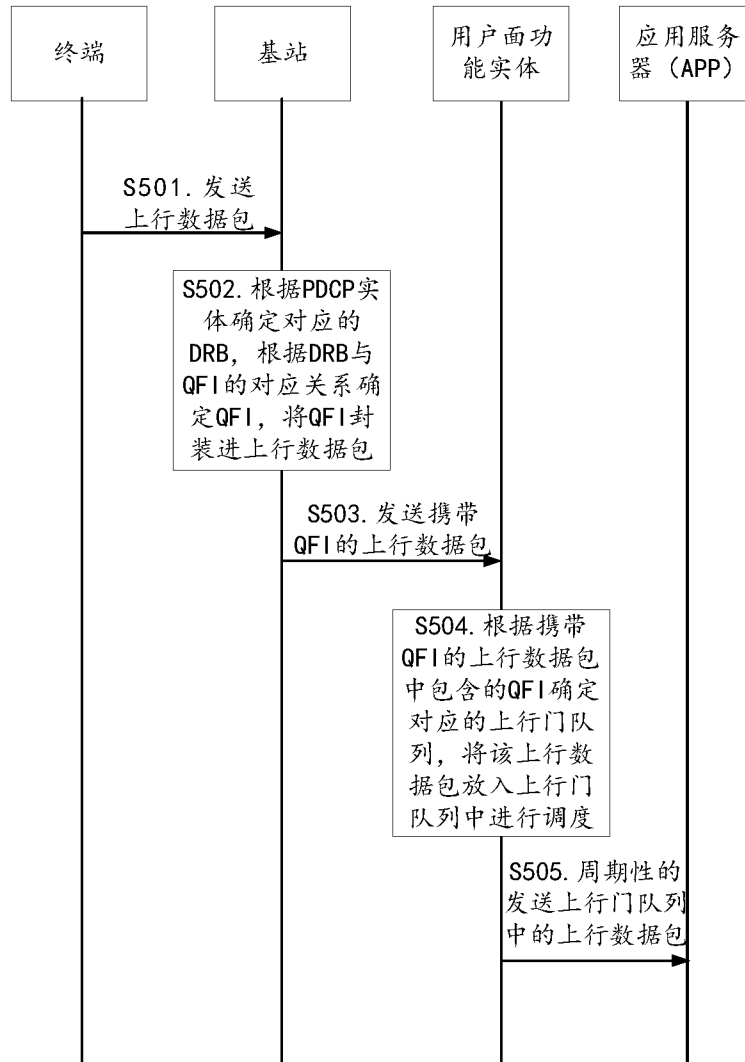 终端
基站
用户面功
能实体
应用服务
器（APP）
S501. 发送
上行数据包
S502. 根据PDCP实
体确定对应的
DRB，根据DRB与
QFI的对应关系确
定QFI，将QFI封
装进上行数据包
S503. 发送携带
QFI的上行数据包
S504. 根据携带
QFI的上行数据包
中包含的QFI确定
对应的上行门队
列，将该上行数
据包放入上行门
队列中进行调度
S505. 周期性的
发送上行门队列
中的上行数据包